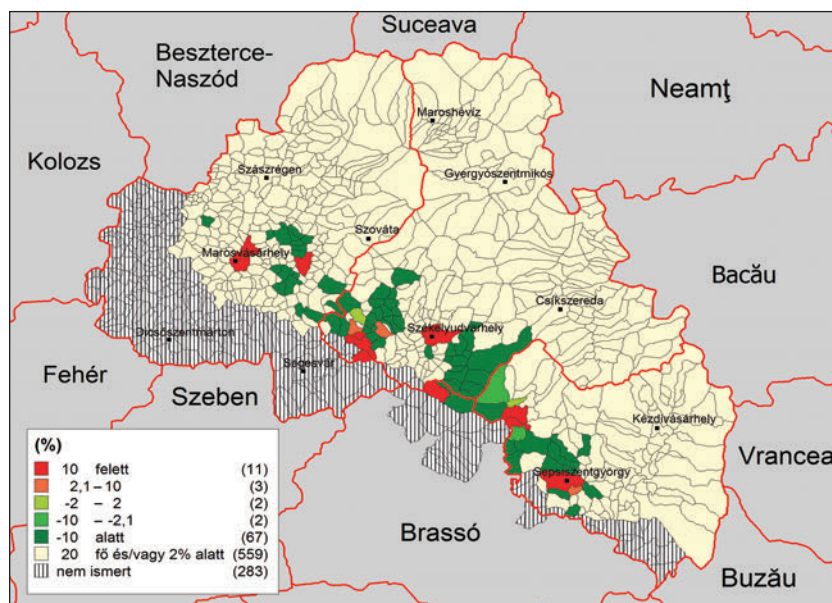 Suceava
Beszterce-
Naszód
Neamţ
Maroshévíz
Kolozs
Szászrégen
Gyergyószentmikós
Szováta
Marosvásárhely
Bacău
Csíkszereda
Dicsőszentmárton
Székelyudvarhely
Fehér
Segesvár
Szeben
Kézdivásárhely
Vrancea
Sepsiszentgyörgy
Brassó
Buzău
(%)
10 felett (11)
2,1 – 10 (3)
-2 – 2 (2)
-10 – -2,1 (2)
-10 alatt (67)
20 fő és/vagy 2% alatt (559)
nem ismert (283)